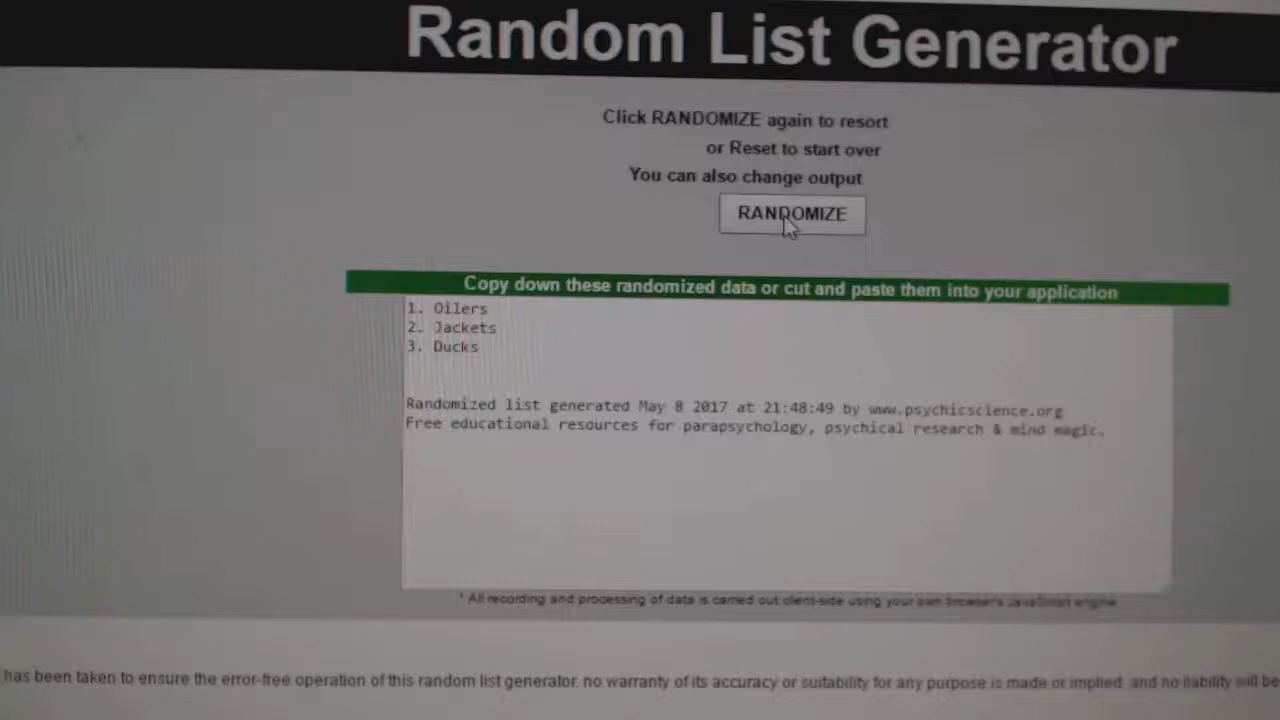 Random List Generator
Click RANDOMIZE again to resort
or Reset to start over
You can also change output
RANDOMIZE
Copy down these randomized data or cut and paste them into your application
1. Oilers
2. Jackets
3. Ducks
Randomized list generated May 8 2017 at 21:48:49 by www.psychicscience.org
Free educational resources for parapsychology, psychical research & mind magic.
* All recording and processing of data is carried out client-side using your own browser's JavaScript engine
has been taken to ensure the error-free operation of this random list generator, no warranty of its accuracy or suitability for any purpose is made or implied, and no liability will be